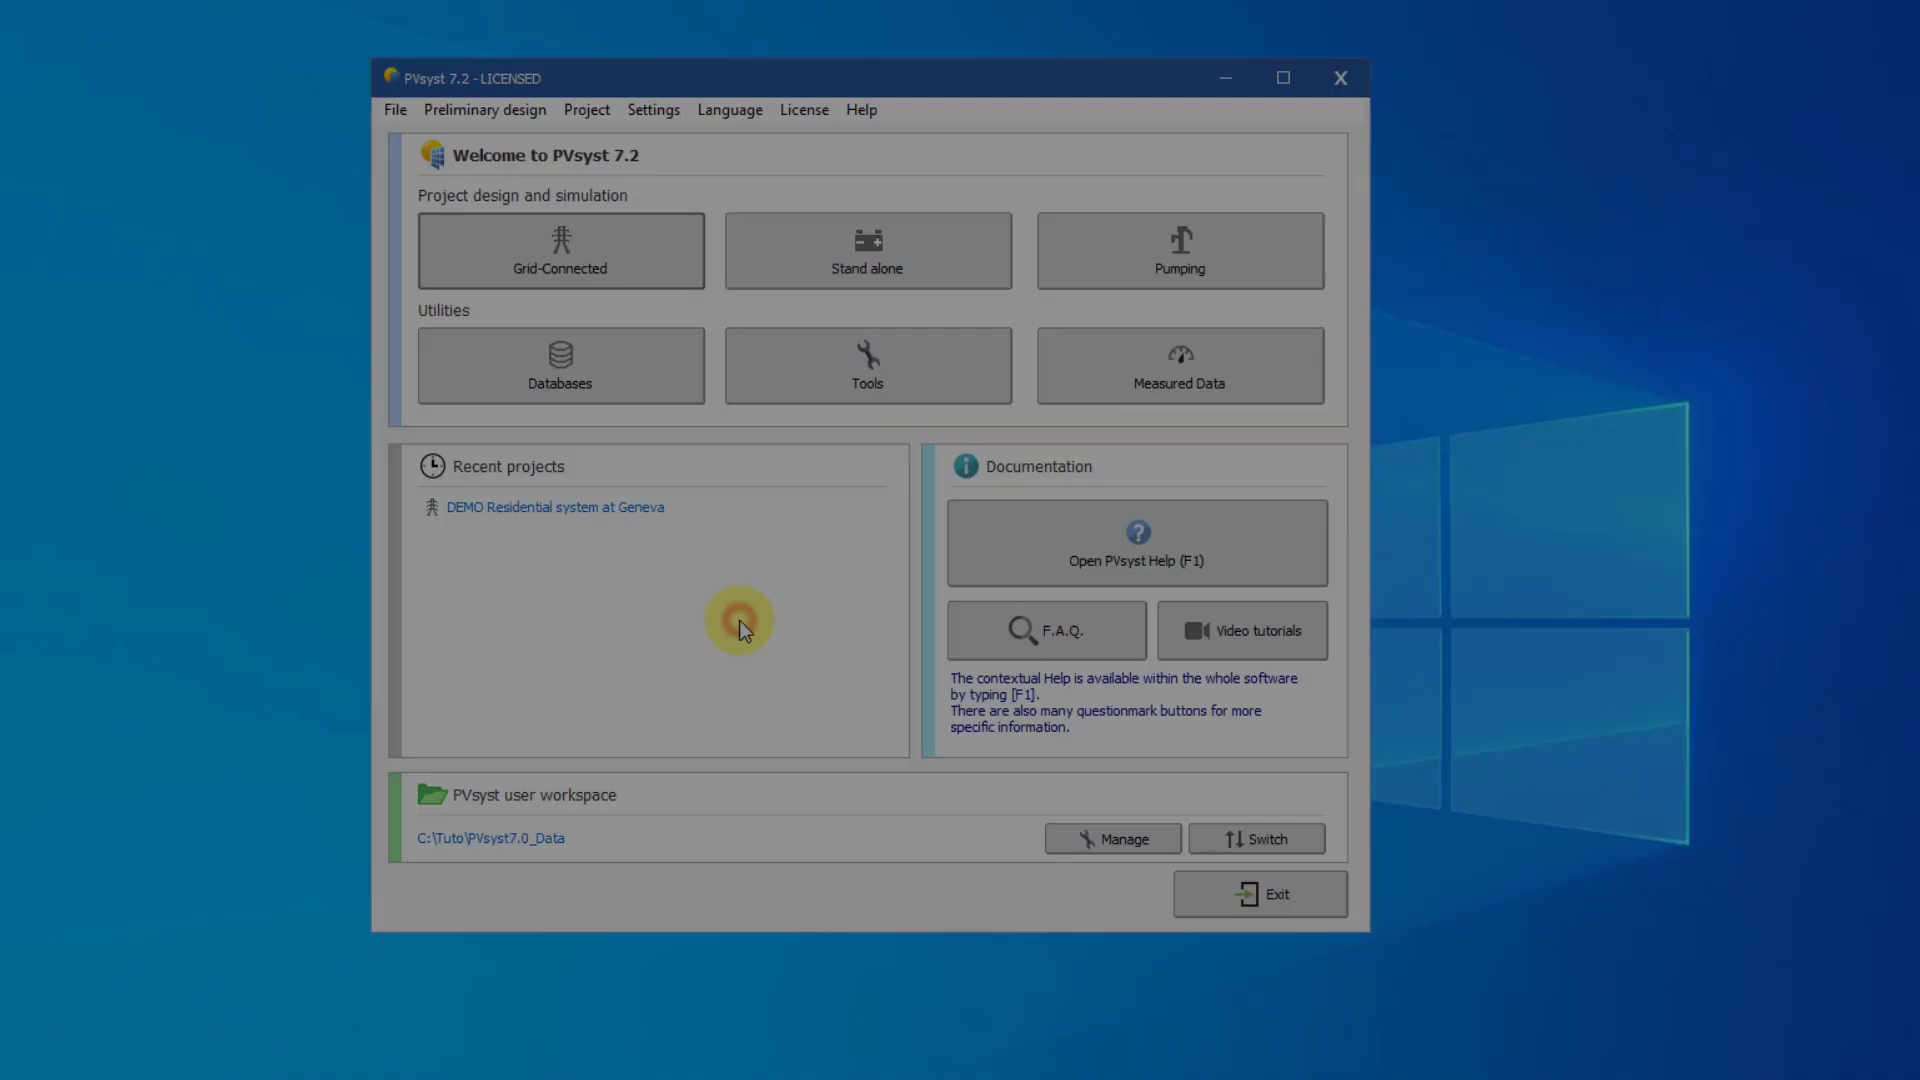 PVsyst 7.2 - LICENSED
File Preliminary design Project Settings Language License Help
Welcome to PVsyst 7.2
Project design and simulation
Grid-Connected
Stand alone
Pumping
Utilities
Databases
Tools
Measured Data
Recent projects
DEMO Residential system at Geneva
Documentation
Open PVsyst Help (F1)
F.A.Q.
Video tutorials
The contextual Help is available within the whole software
by typing [F1].
There are also many questionmark buttons for more
specific information.
PVsyst user workspace
C:\Tuto\PVsyst7.0_Data
Manage
Switch
Exit